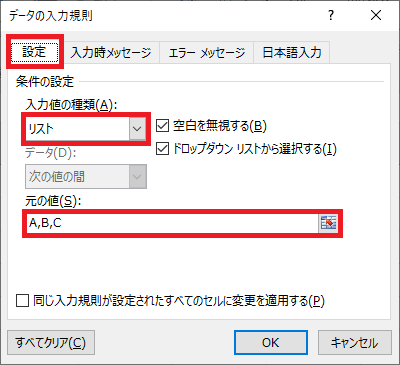 データの入力規則
設定
入力時メッセージ
エラー メッセージ
日本語入力
条件の設定
入力値の種類(A):
リスト
空白を無視する(B)
データ(D):
ドロップダウン リストから選択する(I)
次の値の間
元の値(S):
A,B,C
同じ入力規則が設定されたすべてのセルに変更を適用する(P)
すべてクリア(C)
OK
キャンセル